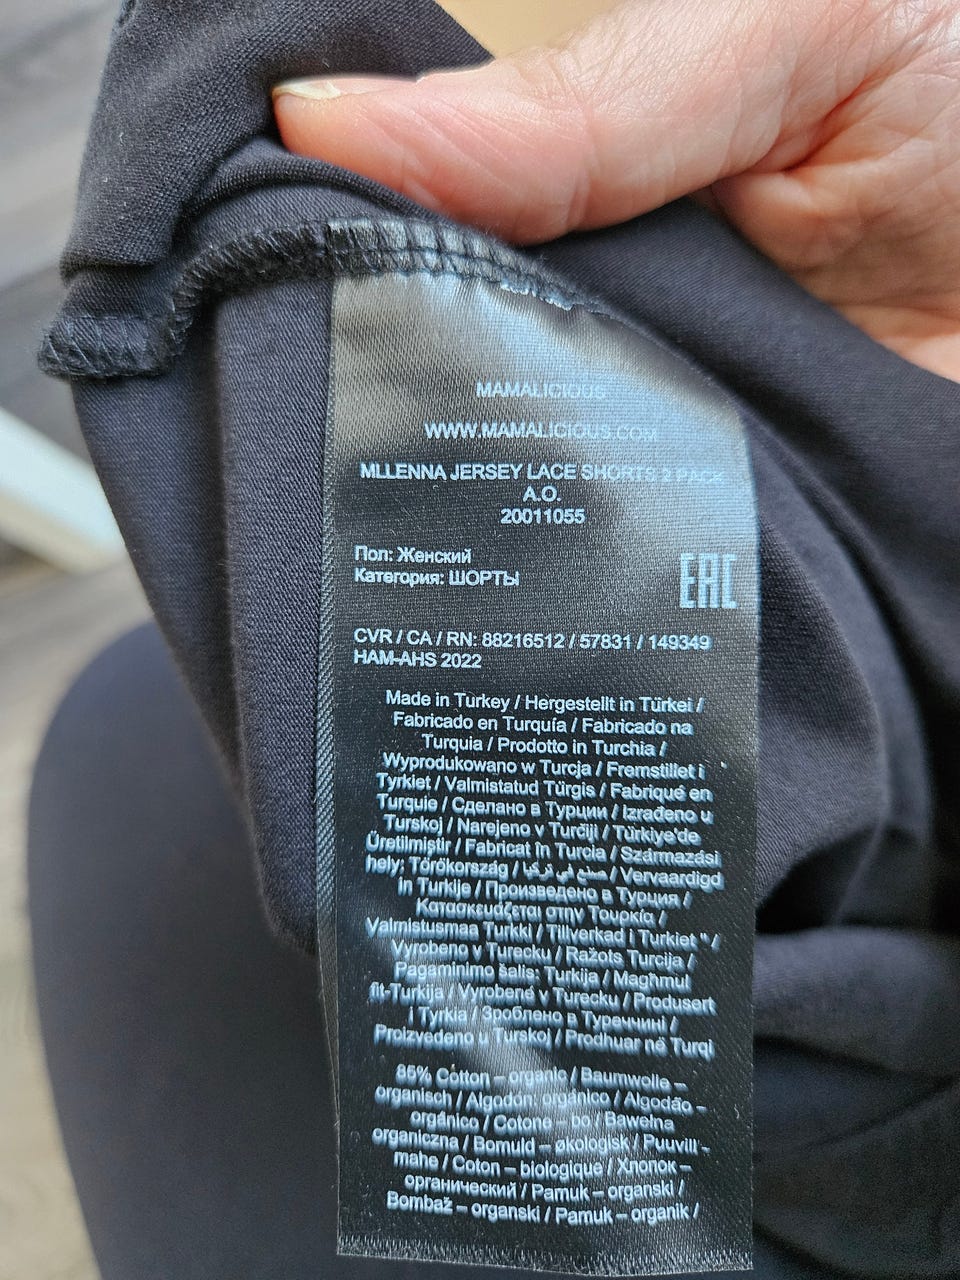 MAMALICIOUS
WWW.MAMALICIOUS.COM
MLLENNA JERSEY LACE SHORTS 2 PACK
A.O.
20011055
Пол: Женский
Категория: ШОРТЫ
EAC
CVR / CA / RN: 88216512 / 57831 / 149349
HAM-AHS 2022
Made in Turkey / Hergestellt in Türkei /
Fabricado en Turquía / Fabricado na
Turquia / Prodotto in Turchia /
Wyprodukowano w Turcja / Fremstillet i
Tyrkiet / Valmistatud Türgis / Fabriqué en
Turquie / Сделано в Турции / Izrađeno u
Turskoj / Narejeno v Turčiji / Türkiye'de
Üretilmiştir / Fabricat în Turcia / Származási
hely: Törökország / صنع في تركيا / Vervaardigd
in Turkije / Произведено в Турция /
Κατασκευάζεται στην Τουρκία /
Valmistusmaa Turkki / Tillverkad i Turkiet " /
Vyrobeno v Turecku / Ražots Turcija /
Pagaminimo šalis: Turkija / Magħmul
fit-Turkija / Vyrobené v Turecku / Produsert
i Tyrkia / Зроблено в Туреччині /
Proizvedeno u Turskoj / Prodhuar në Turqi
85% Cotton – organic / Baumwolle –
organisch / Algodón orgánico / Algodão –
orgánico / Cotone – bo / Bawełna
organiczna / Bomuld – økologisk / Puuvill -
mahe / Coton – biologique / Хлопок –
органический / Pamuk – organski /
Bombaž – organski / Pamuk – organik /